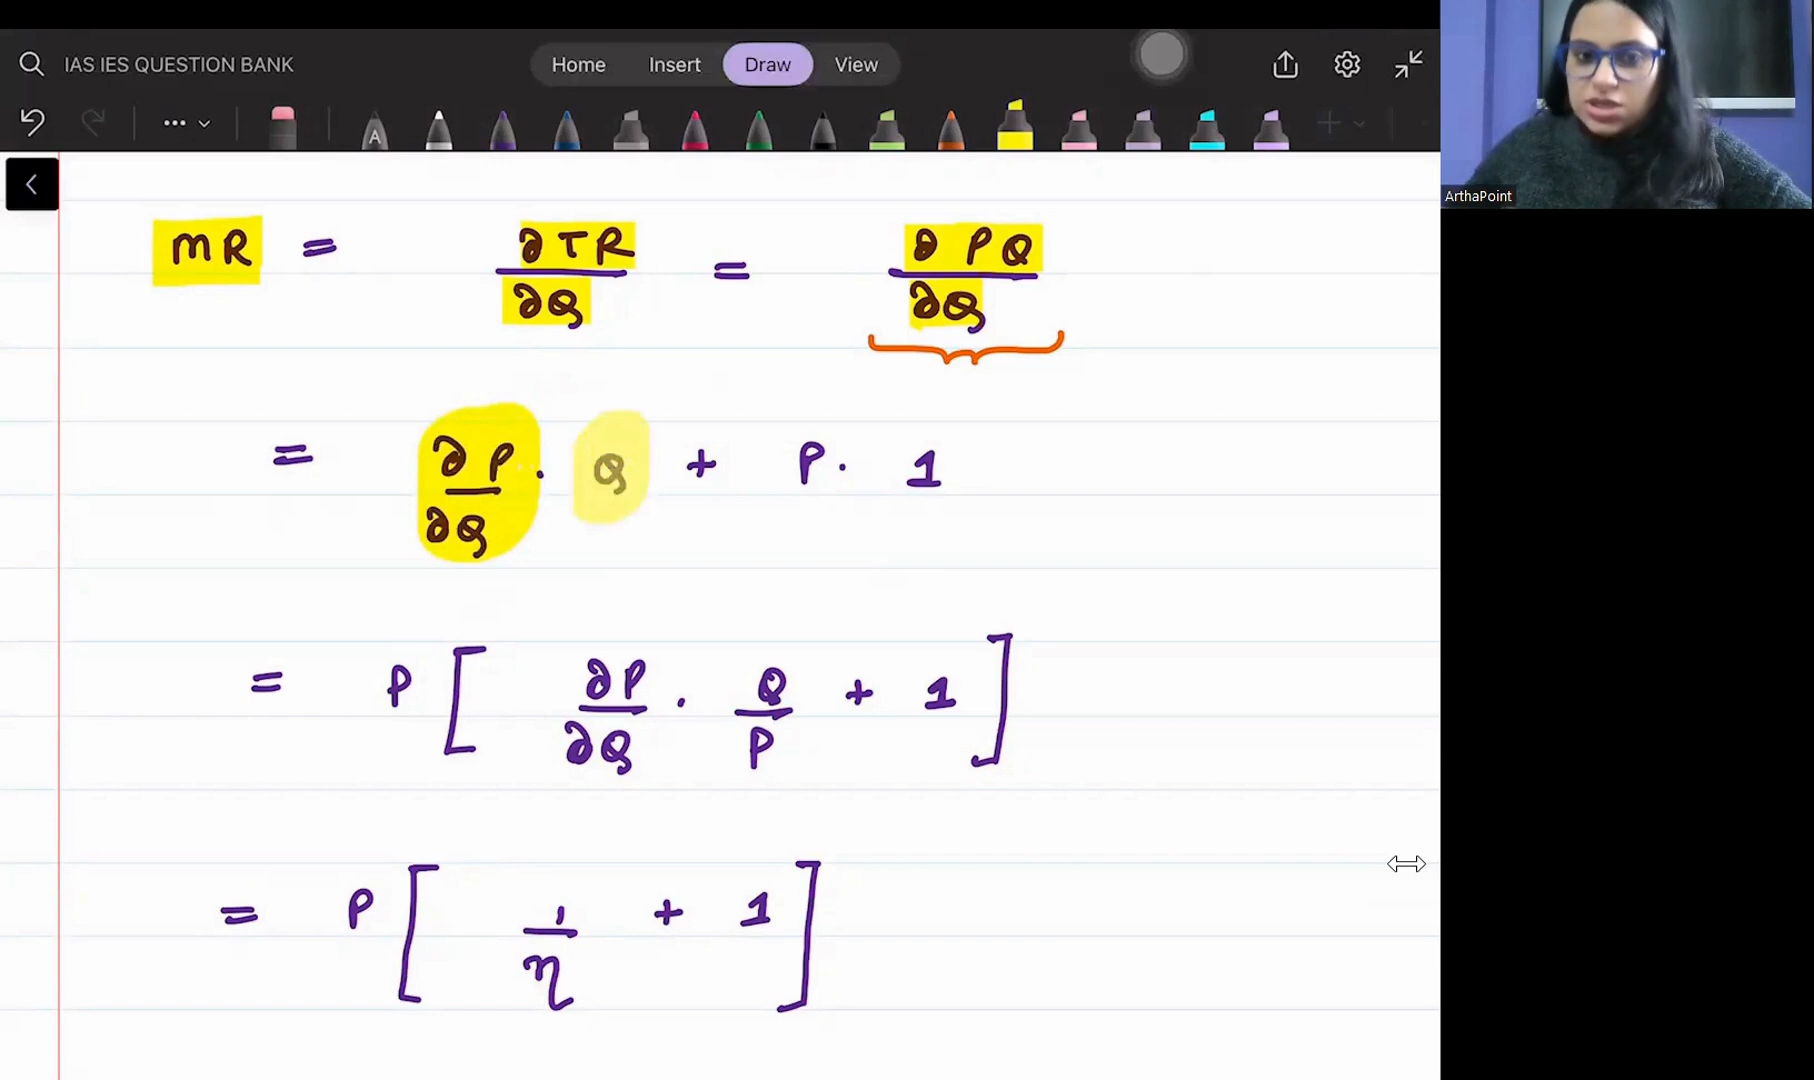 IAS IES QUESTION BANK
Home Insert Draw View
A
ArthaPoint
MR = ∂TR/∂Q = ∂PQ/∂Q
= ∂P/∂Q · Q + P · 1
= P [ ∂P/∂Q · Q/P + 1 ]
= P [ 1/η + 1 ]